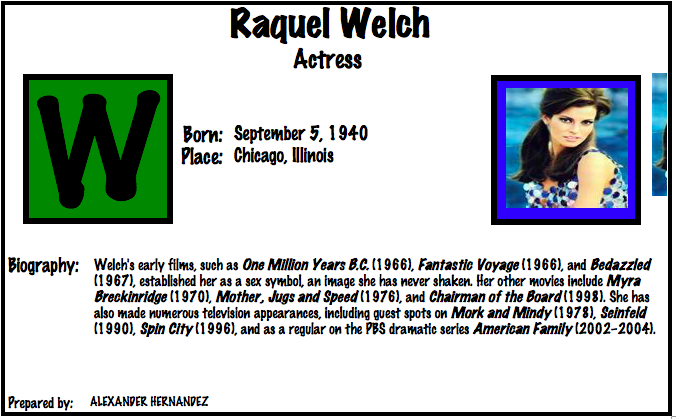 Raquel Welch
Actress
W
Born: September 5, 1940
Place: Chicago, Illinois
Biography: Welch's early films, such as One Million Years B.C. (1966), Fantastic Voyage (1966), and Bedazzled
(1967), established her as a sex symbol, an image she has never shaken. Her other movies include Myra
Breckinridge (1970), Mother, Jugs and Speed (1976), and Chairman of the Board (1998). She has
also made numerous television appearances, including guest spots on Mork and Mindy (1978), Seinfeld
(1990), Spin City (1996), and as a regular on the PBS dramatic series American Family (2002-2004).
Prepared by: ALEXANDER HERNANDEZ